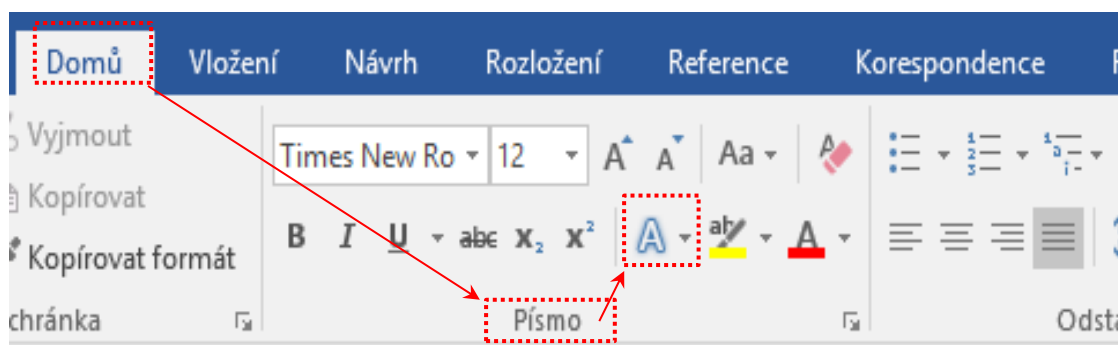 Domů Vložení Návrh Rozložení Reference Korespondence
Vyjmout
Times New Ro 12 A A Aa
Kopírovat
B I U abc X₂ X² A ab A
Kopírovat formát
chránka Písmo Odsta